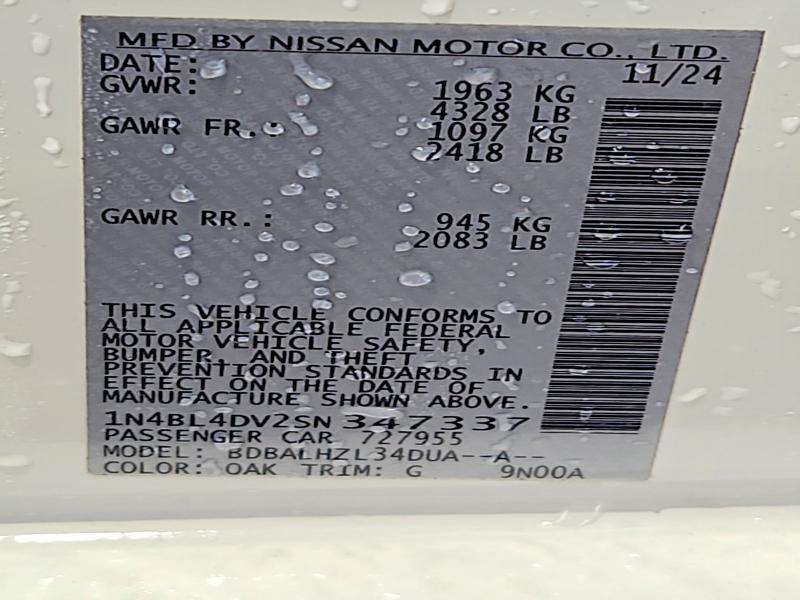 MFD BY NISSAN MOTOR CO., LTD.
DATE: 11/24
GVWR: 1963 KG
4328 LB
GAWR FR.: 1097 KG
2418 LB
GAWR RR.: 945 KG
2083 LB
THIS VEHICLE CONFORMS TO
ALL APPLICABLE FEDERAL
MOTOR VEHICLE SAFETY,
BUMPER, AND THEFT
PREVENTION STANDARDS IN
EFFECT ON THE DATE OF
MANUFACTURE SHOWN ABOVE.
1N4BL4DV2SN347337
PASSENGER CAR 727955
MODEL: BDBALHZL34DUA--A--
COLOR: QAK TRIM: G 9N00A